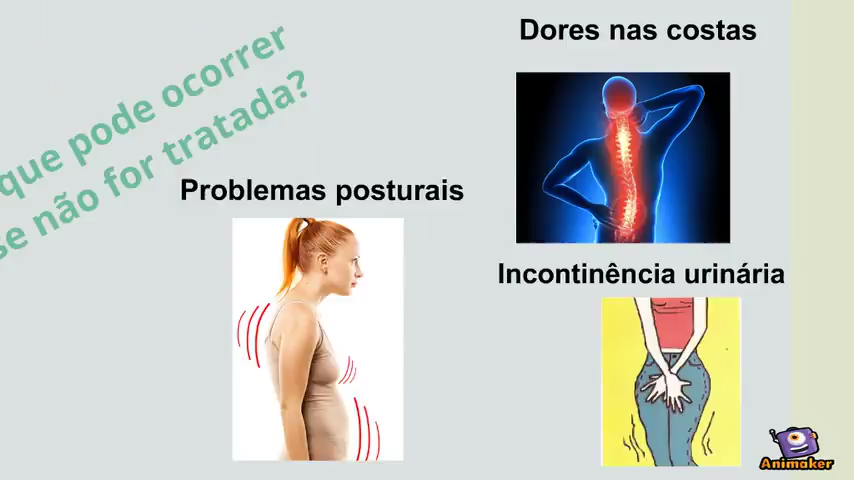 que pode ocorrer
se não for tratada?
Dores nas costas
Problemas posturais
Incontinência urinária
Animaker